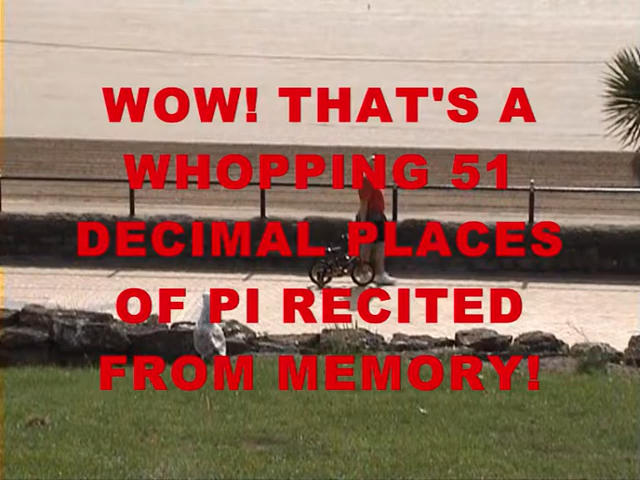 WOW! THAT'S A
WHOPPING 51
DECIMAL PLACES
OF PI RECITED
FROM MEMORY!